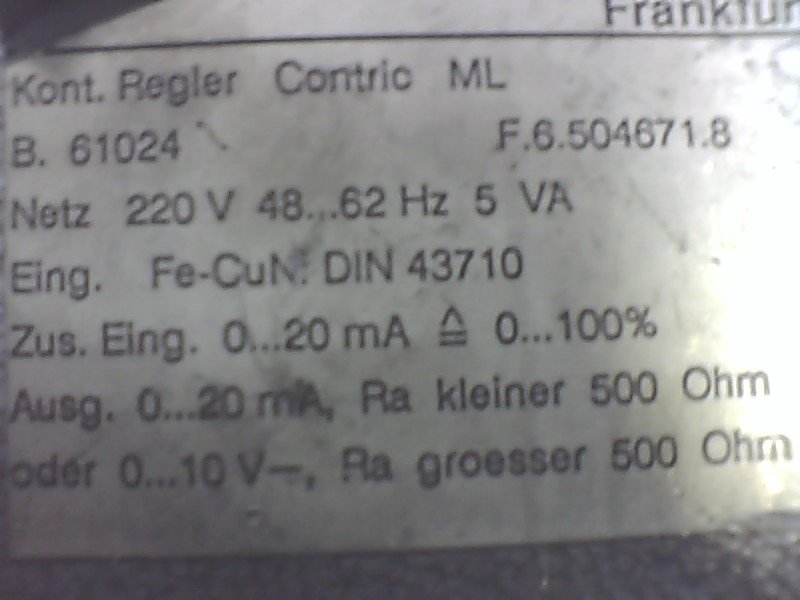 Frankfur
Kont. Regler Contric ML
B. 61024 F.6.504671.8
Netz 220 V 48...62 Hz 5 VA
Eing. Fe-CuNi DIN 43710
Zus. Eing. 0...20 mA ≙ 0...100%
Ausg. 0...20 mA, Ra kleiner 500 Ohm
oder 0...10 V–, Ra groesser 500 Ohm